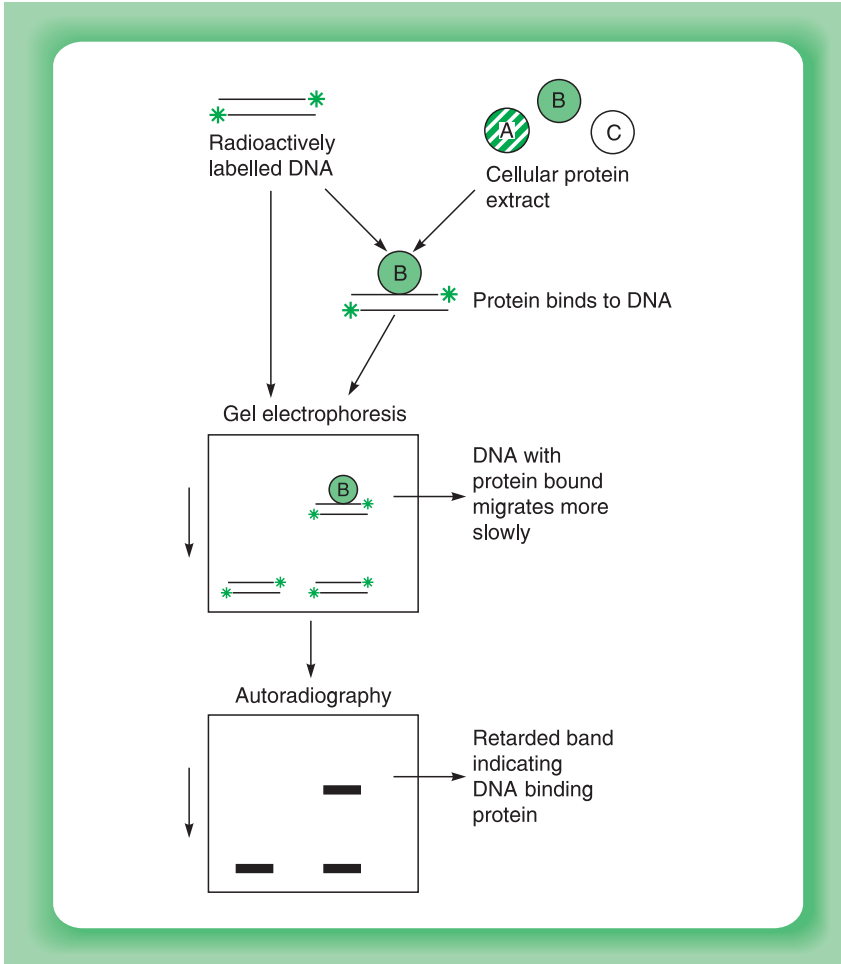 A
B
C
Radioactively
labelled DNA
Cellular protein
extract
B
Protein binds to DNA
Gel electrophoresis
B
DNA with
protein bound
migrates more
slowly
Autoradiography
Retarded band
indicating
DNA binding
protein